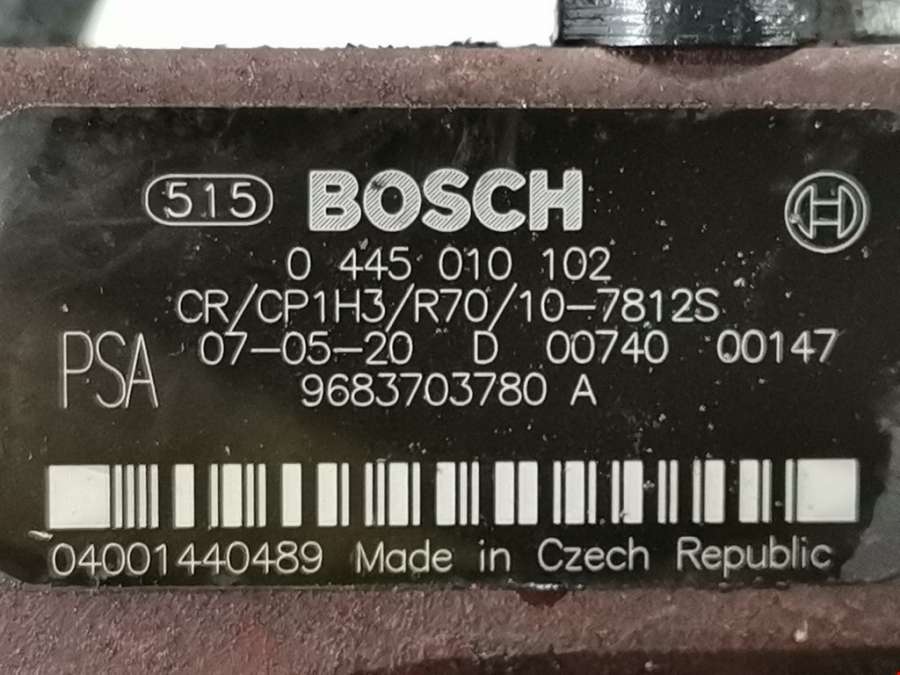 515 BOSCH
0 445 010 102
CR/CP1H3/R70/10-7812S
PSA 07-05-20 D 00740 00147
9683703780 A
04001440489 Made in Czech Republic